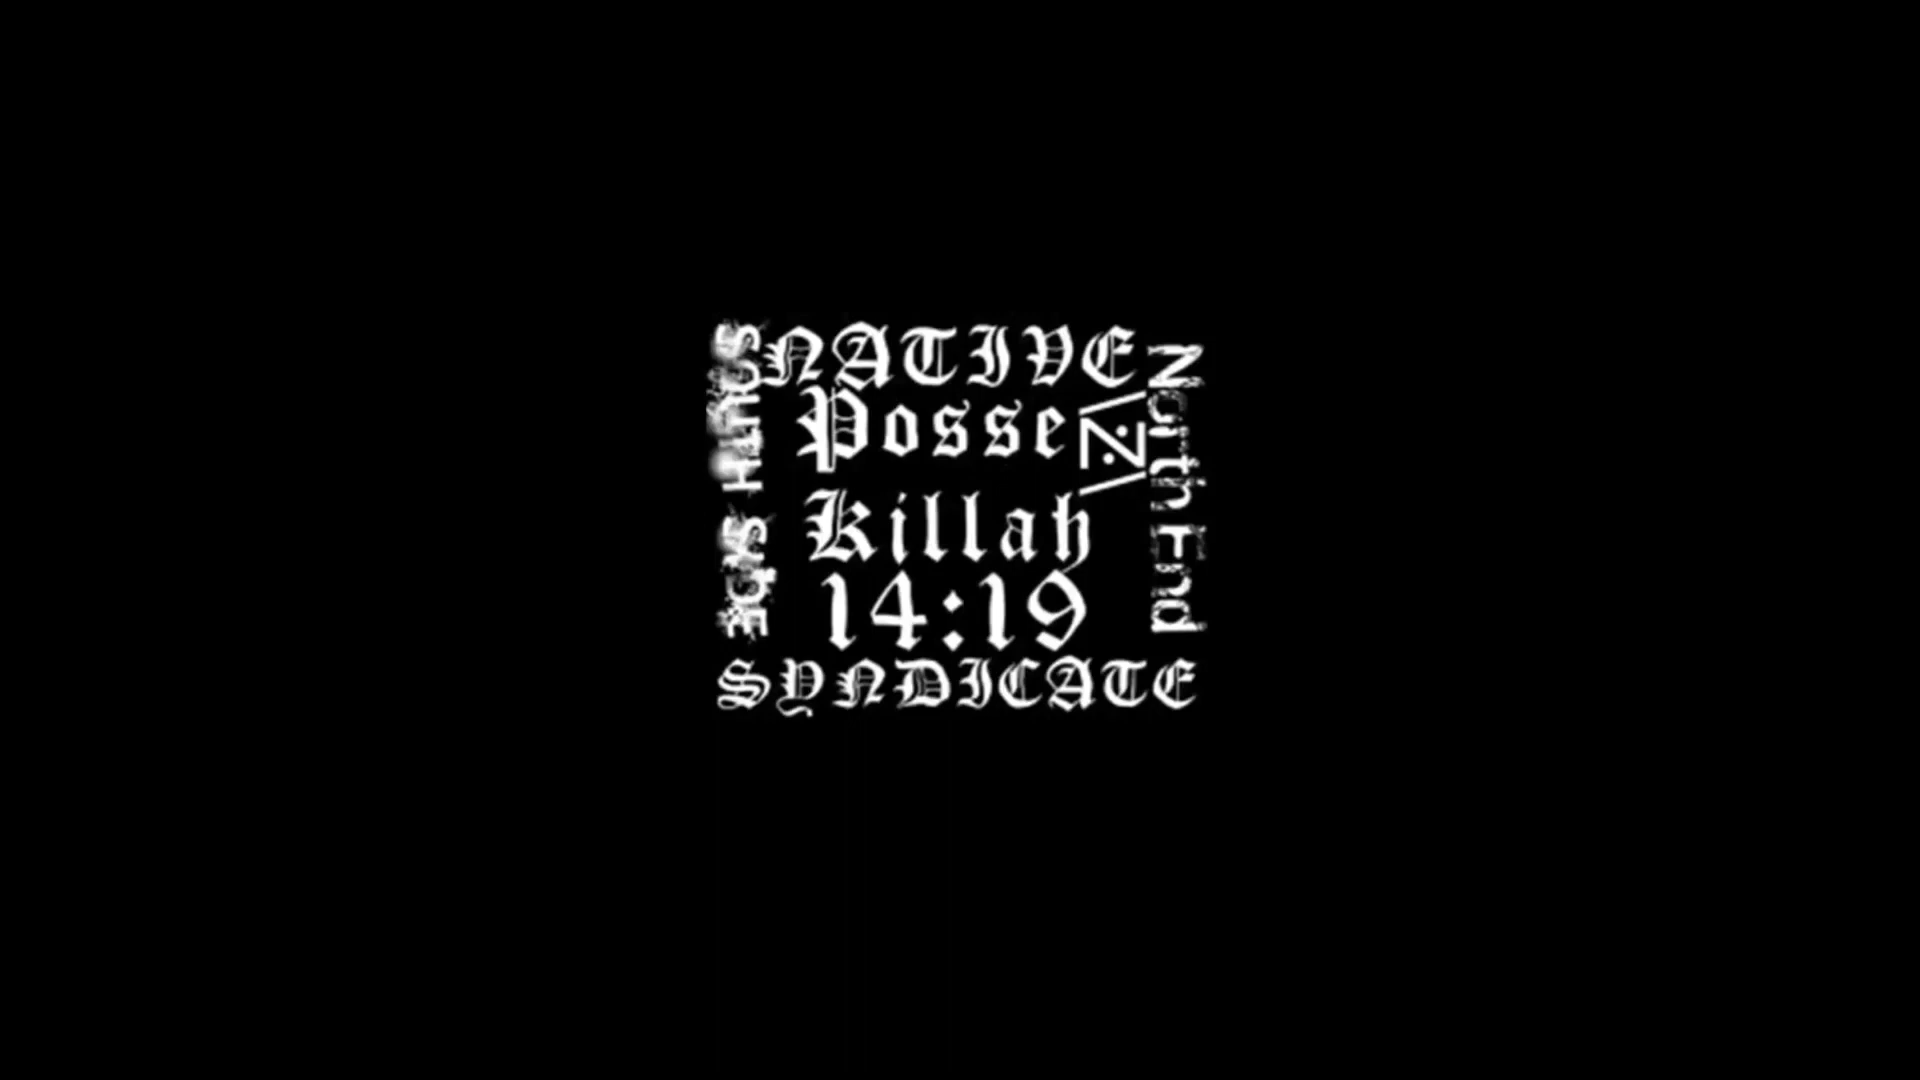 SOUTH SIDE
NATIVE
Posse
Killah
14:19
SYNDICATE
North End